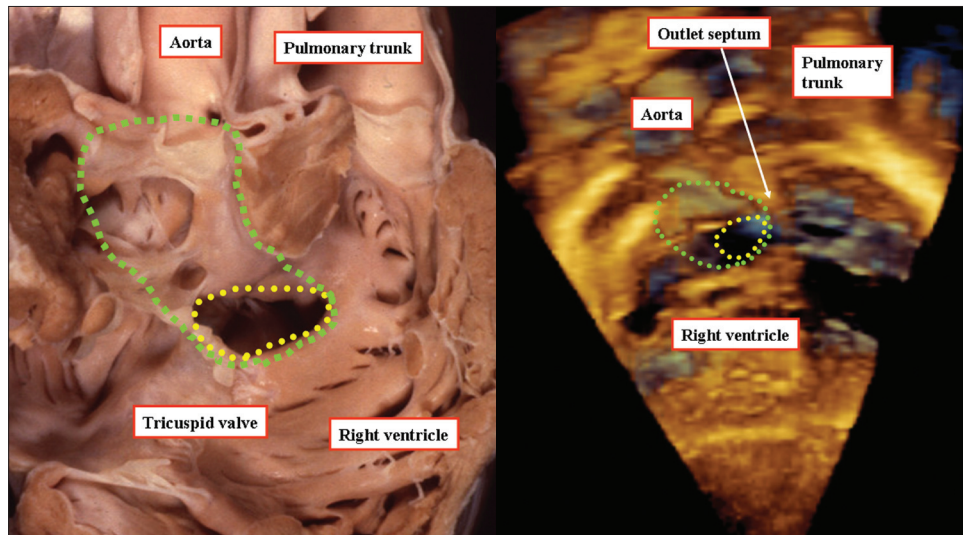 Aorta
Pulmonary trunk
Tricuspid valve
Right ventricle
Outlet septum
Pulmonary
trunk
Aorta
Right ventricle